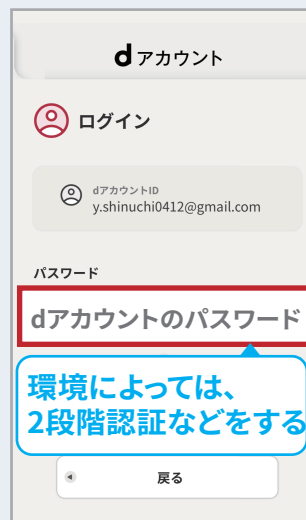 dアカウント
ログイン
dアカウントID
y.shinuchi0412@gmail.com
パスワード
dアカウントのパスワード
環境によっては、
2段階認証などをする
戻る